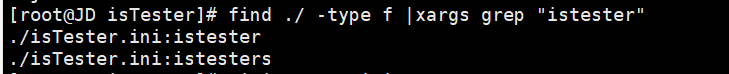 [root@JD isTester]# find ./ -type f |xargs grep "istester"
./isTester.ini:istester
./isTester.ini:istesters